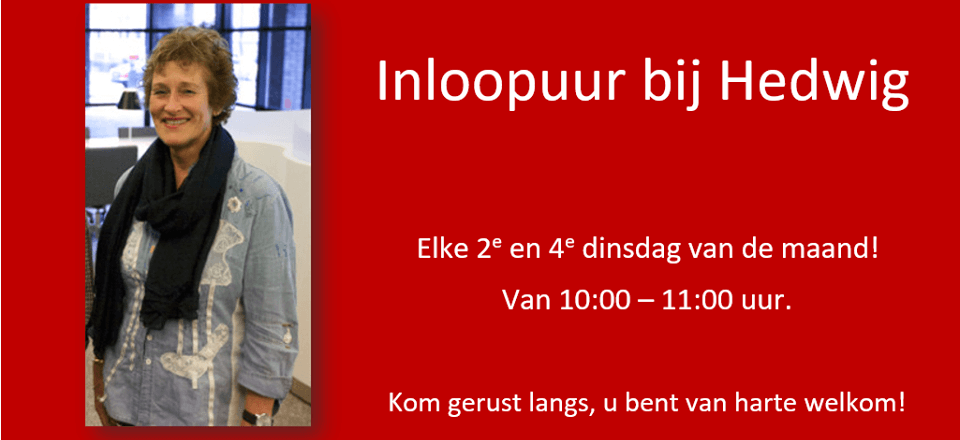 Inloopuur bij Hedwig
Elke 2e en 4e dinsdag van de maand!
Van 10:00 – 11:00 uur.
Kom gerust langs, u bent van harte welkom!